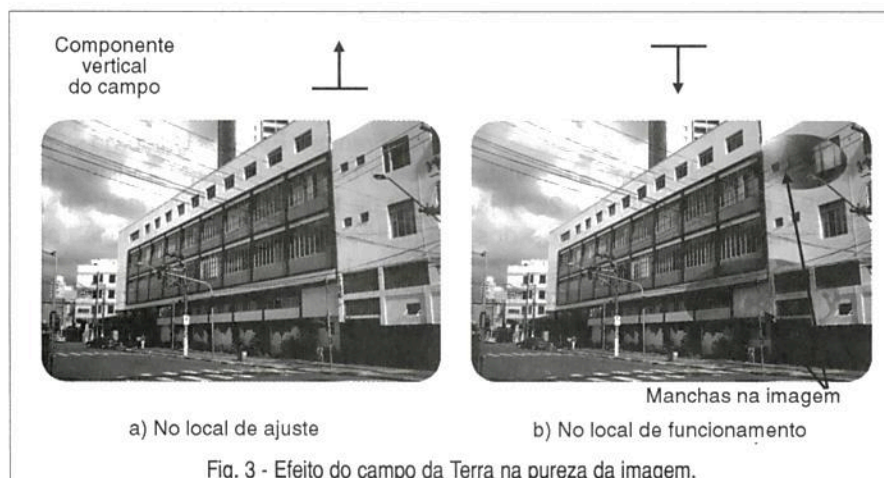 Componente
vertical
do campo
Manchas na imagem
a) No local de ajuste
b) No local de funcionamento
Fig. 3 - Efeito do campo da Terra na pureza da imagem.